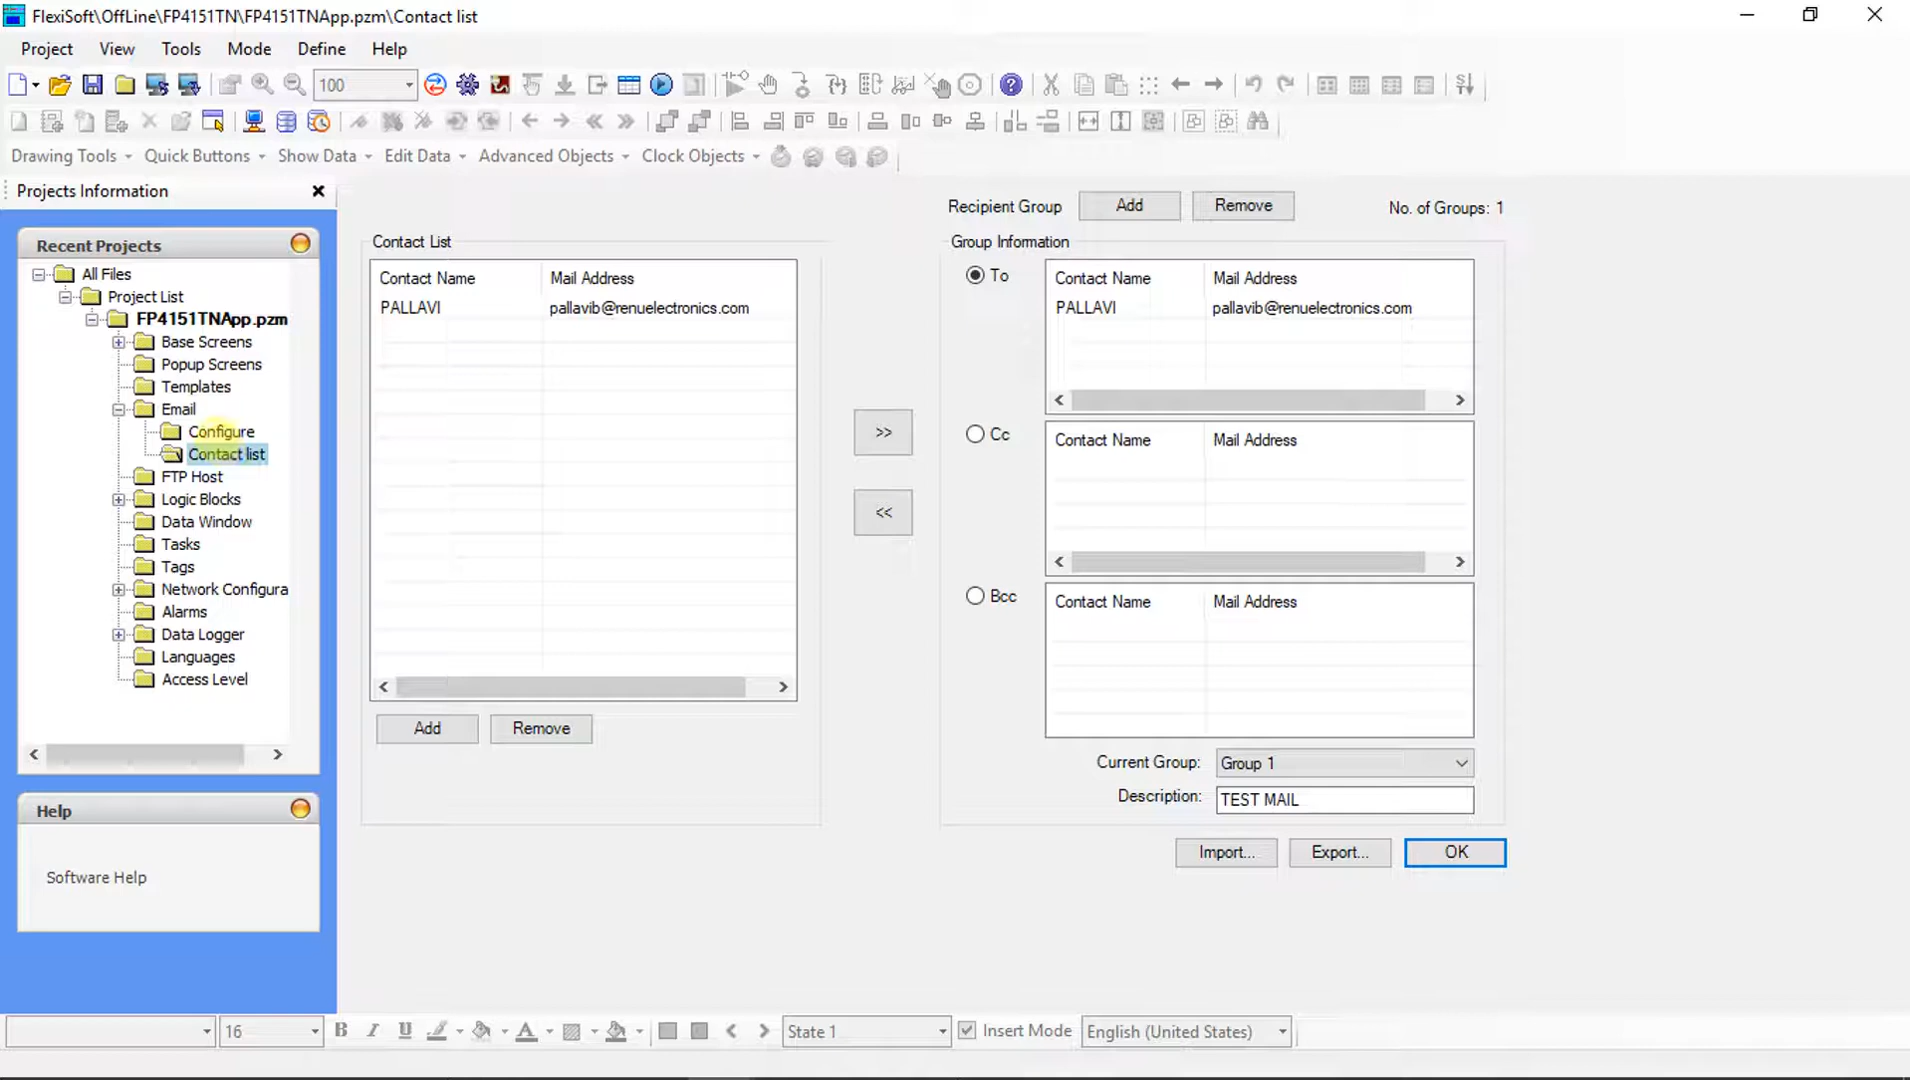 FlexiSoft\OffLine\FP4151TN\FP4151TNApp.pzm\Contact list
Project View Tools Mode Define Help
100
Drawing Tools Quick Buttons Show Data Edit Data Advanced Objects Clock Objects
Projects Information
Recent Projects
All Files
Project List
FP4151TNApp.pzm
Base Screens
Popup Screens
Templates
Email
Configure
Contact list
FTP Host
Logic Blocks
Data Window
Tasks
Tags
Network Configura
Alarms
Data Logger
Languages
Access Level
Help
Software Help
Contact List
Contact Name Mail Address
PALLAVI pallavib@renuelectronics.com
Add Remove
>>
<<
Recipient Group Add Remove No. of Groups: 1
Group Information
To
Contact Name Mail Address
PALLAVI pallavib@renuelectronics.com
Cc
Contact Name Mail Address
Bcc
Contact Name Mail Address
Current Group: Group 1
Description: TEST MAIL
Import... Export... OK
16 B I U A State 1 Insert Mode English (United States)